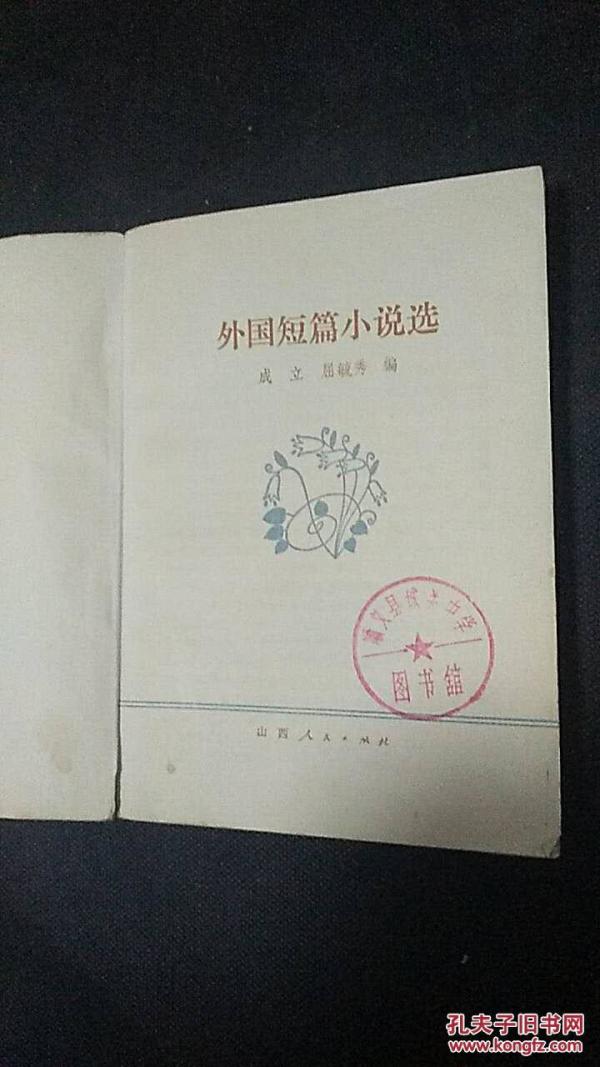 外国短篇小说选
成立 屈毓秀 编
图书馆
山西人民出版社
孔夫子旧书网
www.kongfz.com